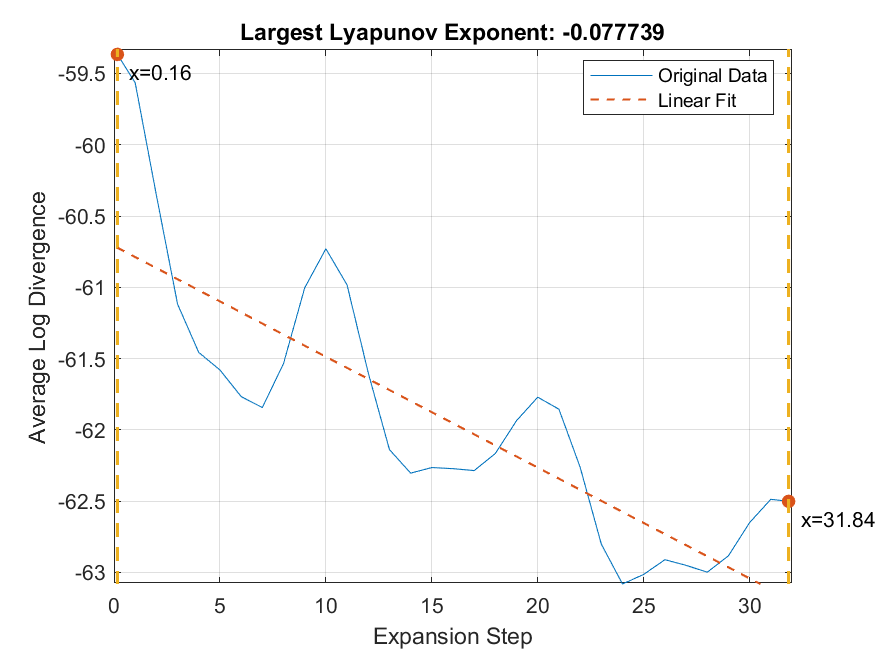 Largest Lyapunov Exponent: -0.077739
x=0.16
Original Data
Linear Fit
Average Log Divergence
-59.5
-60
-60.5
-61
-61.5
-62
-62.5
-63
x=31.84
0 5 10 15 20 25 30
Expansion Step